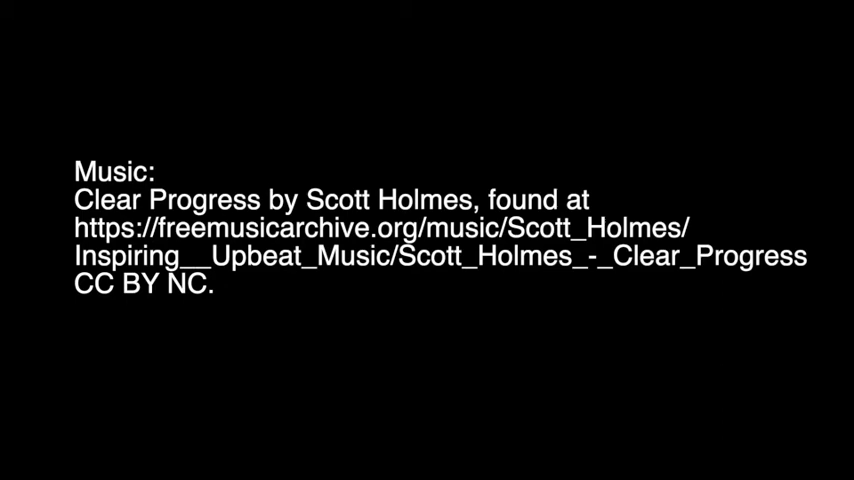 Music:
Clear Progress by Scott Holmes, found at
https://freemusicarchive.org/music/Scott_Holmes/
Inspiring__Upbeat_Music/Scott_Holmes_-_Clear_Progress
CC BY NC.